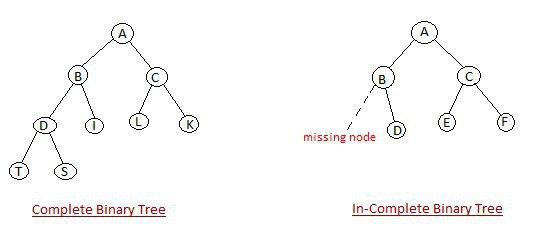 A
B
C
D
I
L
K
T
S
Complete Binary Tree
A
B
C
missing node
D
E
F
In-Complete Binary Tree